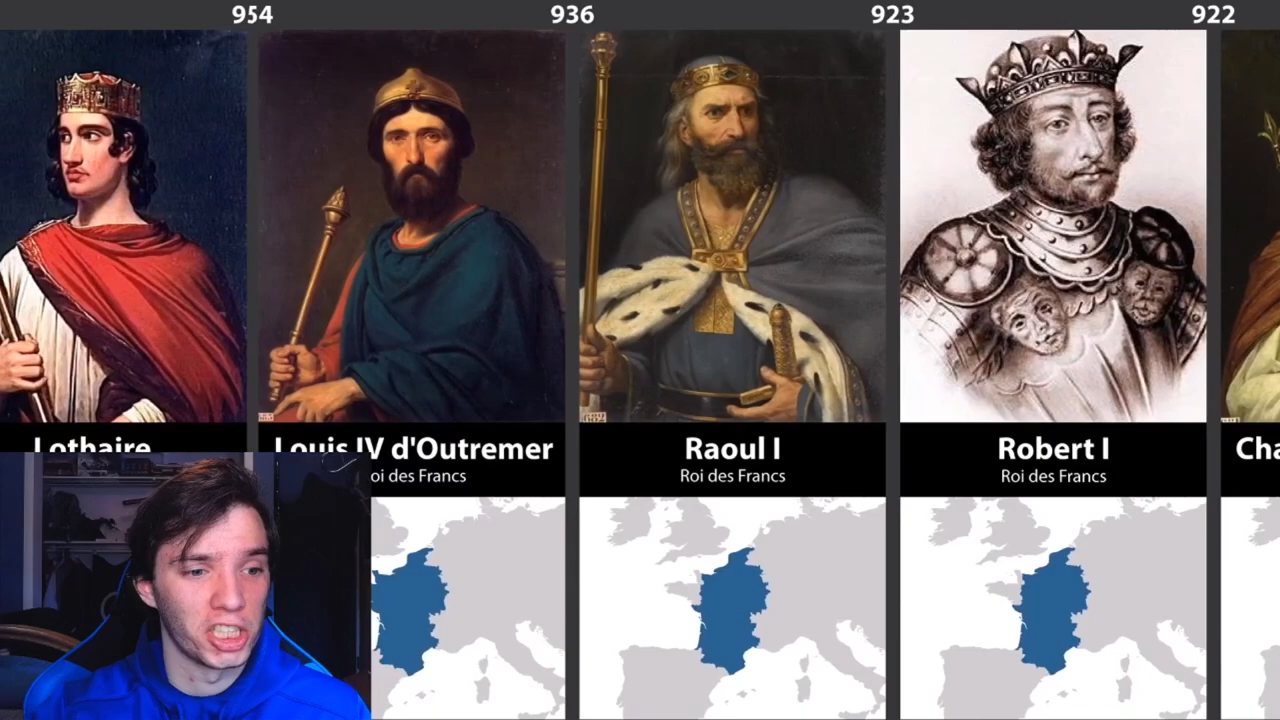 954
936
923
922
Lothaire
Louis IV d'Outremer
oi des Francs
Raoul I
Roi des Francs
Robert I
Roi des Francs
Cha